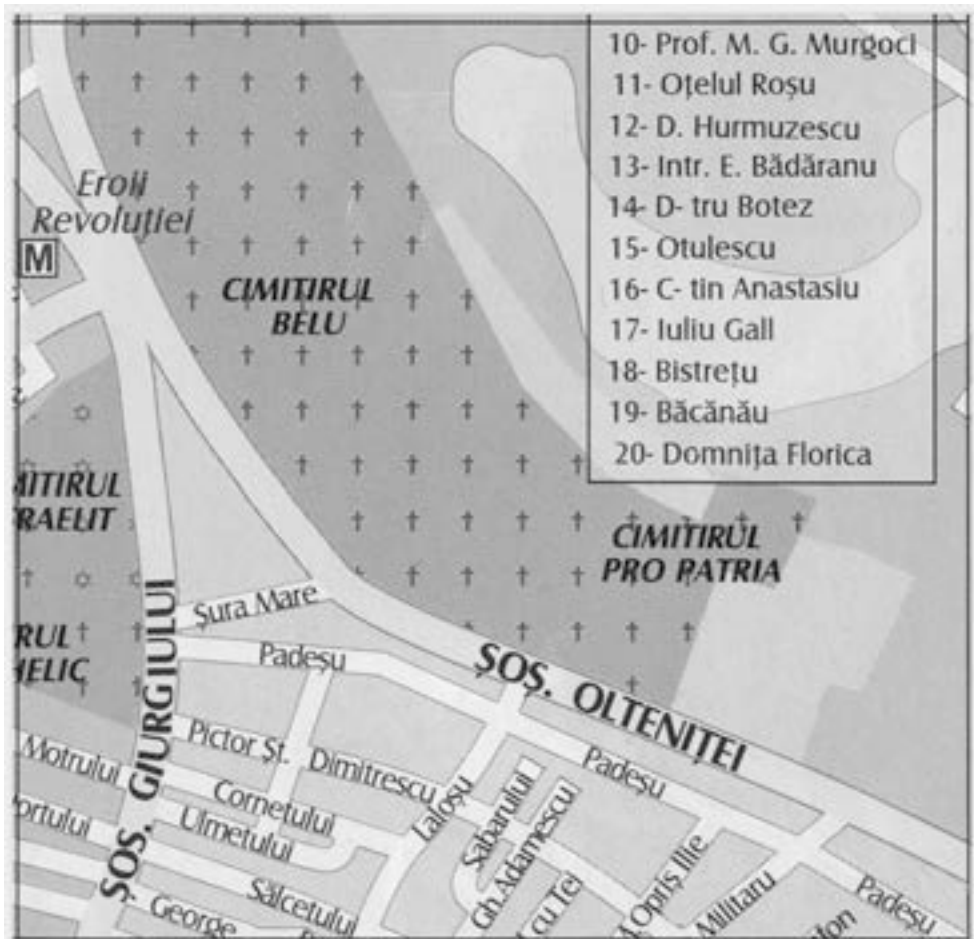 10- Prof. M. G. Murgoci
11- Oțelul Roșu
12- D. Hurmuzescu
13- Intr. E. Bădăranu
14- D- tru Botez
15- Otulescu
16- C- tin Anastasiu
17- Iuliu Gall
18- Bistrețu
19- Băcănău
20- Domnița Florica
Eroii
Revoluției
M
CIMITIRUL
BELU
MITIRUL
RAELIT
CIMITIRUL
PRO PATRIA
RUL
HELIC
Șura Mare
Padeșu
ȘOS. OLTENIȚEI
ȘOS. GIURGIULUI
Pictor Șt. Dimitrescu
Padeșu
Motrului
Cornetului
Ialoșu
Sabarului
Gh. Adamescu
ortului
Ulmetului
Opriș Ilie
Militaru
Padeșu
Sălcetului
cu Tei
George